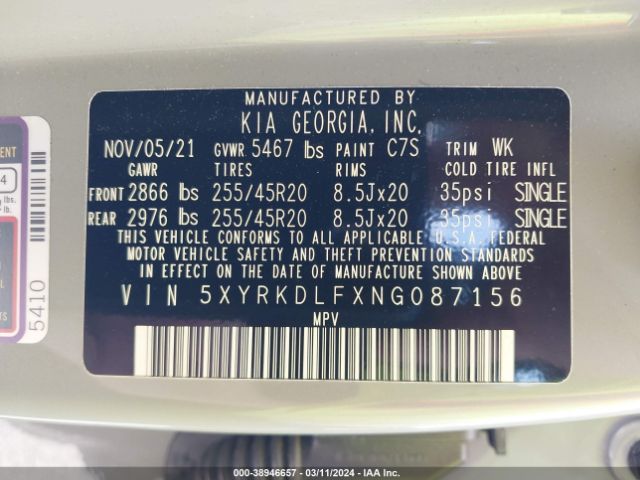 MANUFACTURED BY
KIA GEORGIA, INC.
NOV/05/21 GVWR 5467 lbs PAINT C7S TRIM WK
GAWR TIRES RIMS COLD TIRE INFL
FRONT 2866 lbs 255/45R20 8.5Jx20 35psi SINGLE
REAR 2976 lbs 255/45R20 8.5Jx20 35psi SINGLE
THIS VEHICLE CONFORMS TO ALL APPLICABLE U.S.A. FEDERAL
MOTOR VEHICLE SAFETY AND THEFT PREVENTION STANDARDS
IN EFFECT ON THE DATE OF MANUFACTURE SHOWN ABOVE.
VIN 5XYRKDLFXNG087156
MPV
4
lbs.
lb.
5410
000-38946657 - 03/11/2024 - IAA Inc.